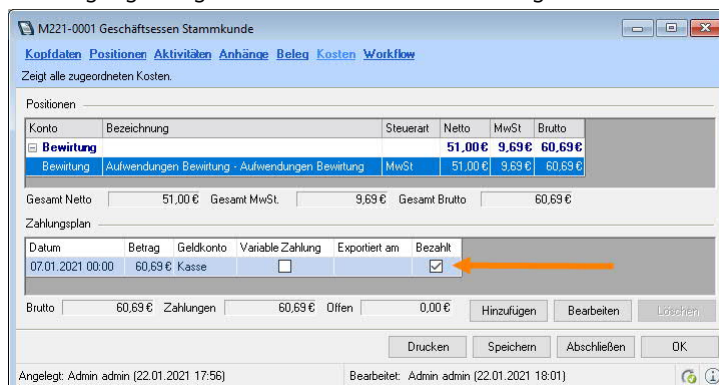 M221-0001 Geschäftsessen Stammkunde
Kopfdaten Positionen Aktivitäten Anhänge Beleg Kosten Workflow
Zeigt alle zugeordneten Kosten.
Positionen
Konto Bezeichnung Steuerart Netto MwSt Brutto
Bewirtung 51,00 € 9,69 € 60,69 €
Bewirtung Aufwendungen Bewirtung - Aufwendungen Bewirtung MwSt 51,00 € 9,69 € 60,69 €
Gesamt Netto 51,00 € Gesamt MwSt. 9,69 € Gesamt Brutto 60,69 €
Zahlungsplan
Datum Betrag Geldkonto Variable Zahlung Exportiert am Bezahlt
07.01.2021 00:00 60,69 € Kasse
Brutto 60,69 € Zahlungen 60,69 € Offen 0,00 € Hinzufügen Bearbeiten Löschen
Drucken Speichern Abschließen OK
Angelegt: Admin admin (22.01.2021 17:56) Bearbeitet: Admin admin (22.01.2021 18:01)